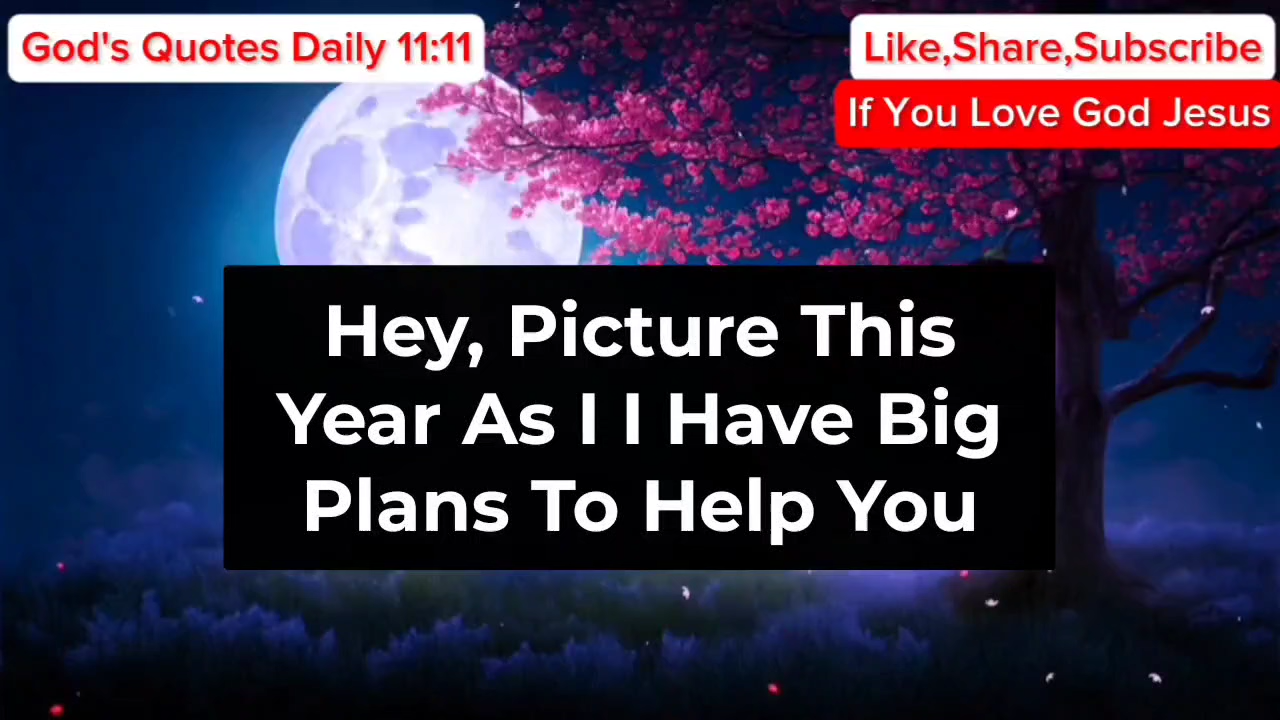 God's Quotes Daily 11:11
Like,Share,Subscribe
If You Love God Jesus
Hey, Picture This
Year As I I Have Big
Plans To Help You